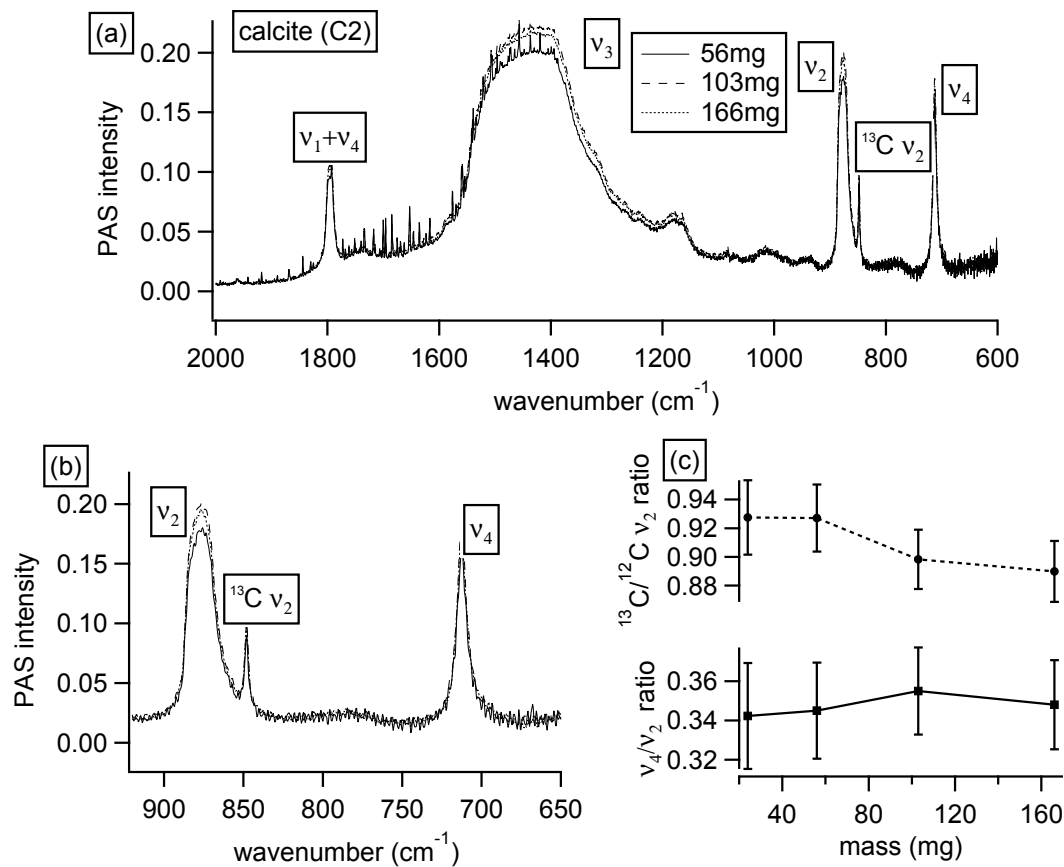 (a)
calcite (C2)
ν₃
56mg
103mg
166mg
ν₂
ν₄
ν₁+ν₄
¹³C ν₂
PAS intensity
0.20
0.15
0.10
0.05
0.00
2000 1800 1600 1400 1200 1000 800 600
wavenumber (cm⁻¹)
(b)
ν₂
¹³C ν₂
ν₄
PAS intensity
0.20
0.15
0.10
0.05
0.00
900 850 800 750 700 650
wavenumber (cm⁻¹)
(c)
¹³C/¹²C ν₂ ratio
0.94
0.92
0.90
0.88
ν₄/ν₂ ratio
0.36
0.34
0.32
40 80 120 160
mass (mg)